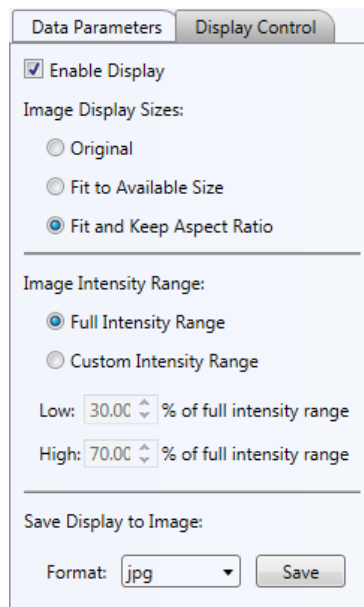 Data Parameters Display Control
Enable Display
Image Display Sizes:
Original
Fit to Available Size
Fit and Keep Aspect Ratio
Image Intensity Range:
Full Intensity Range
Custom Intensity Range
Low: 30.00 % of full intensity range
High: 70.00 % of full intensity range
Save Display to Image:
Format: jpg Save